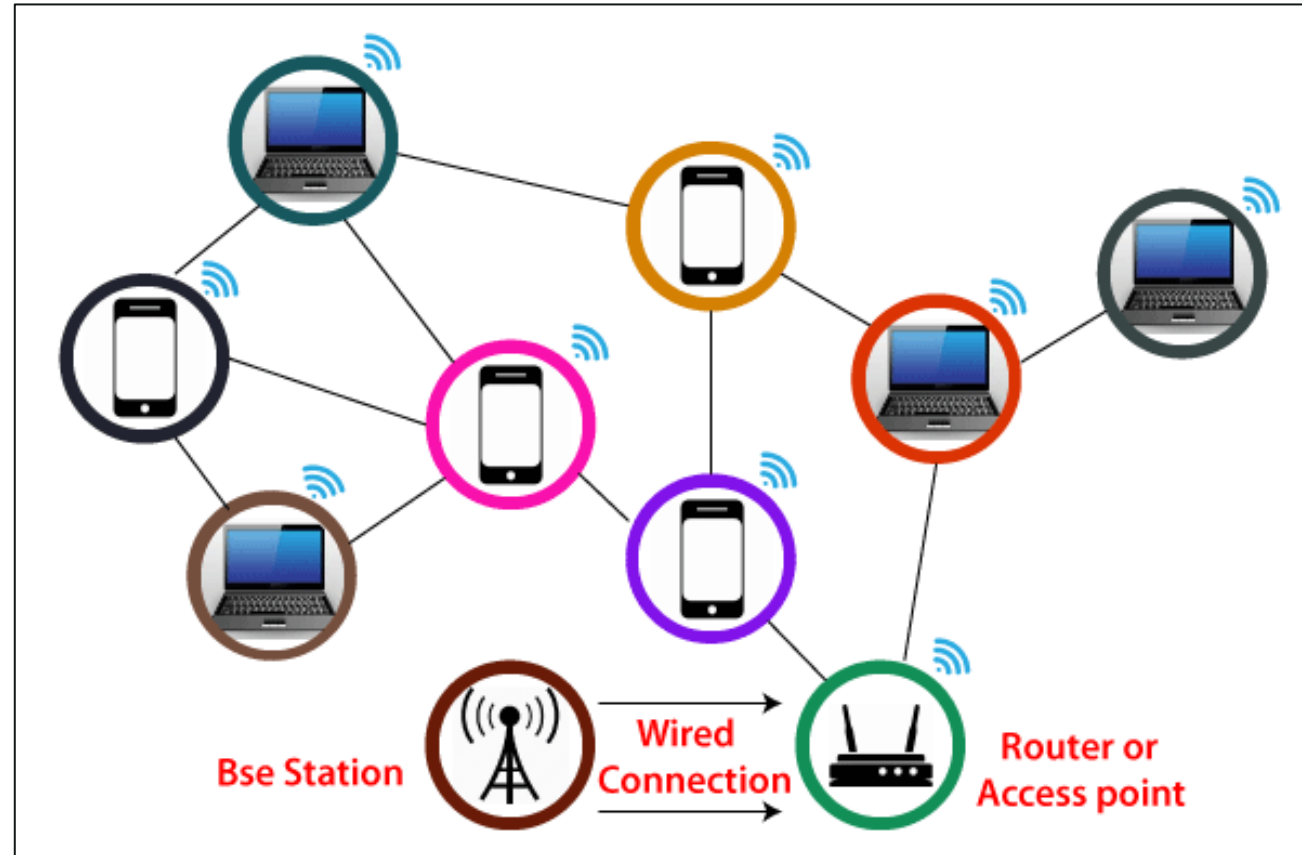 Wired
Connection
Bse Station
Router or
Access point